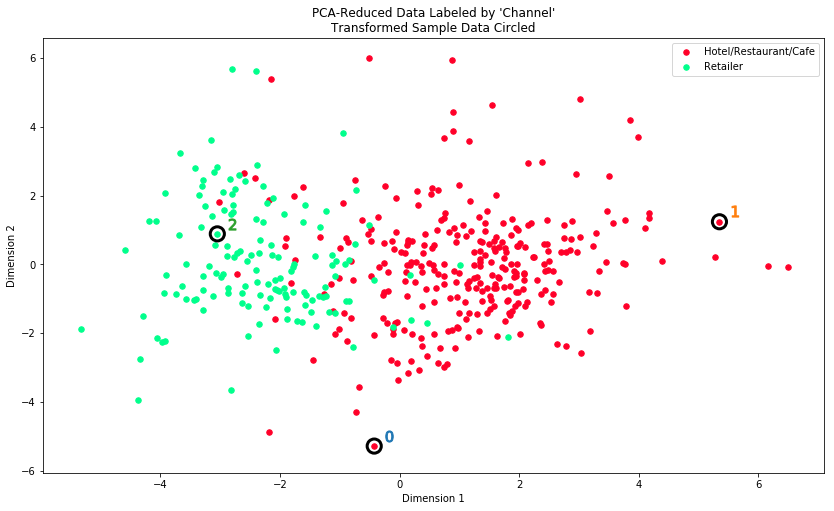 PCA-Reduced Data Labeled by 'Channel'
Transformed Sample Data Circled
Hotel/Restaurant/Cafe
Retailer
6
4
2
0
−2
−4
−6
Dimension 2
2
1
0
−4
−2
0
2
4
6
Dimension 1